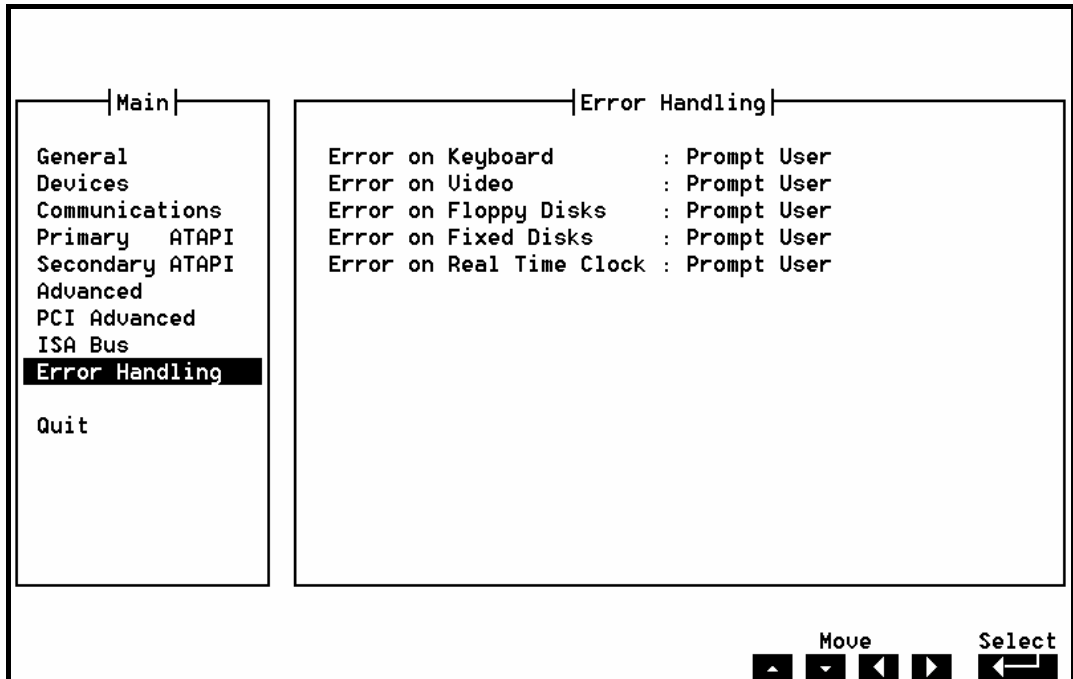 Main
General
Devices
Communications
Primary ATAPI
Secondary ATAPI
Advanced
PCI Advanced
ISA Bus
Error Handling
Quit
Error Handling
Error on Keyboard : Prompt User
Error on Video : Prompt User
Error on Floppy Disks : Prompt User
Error on Fixed Disks : Prompt User
Error on Real Time Clock : Prompt User
Move Select